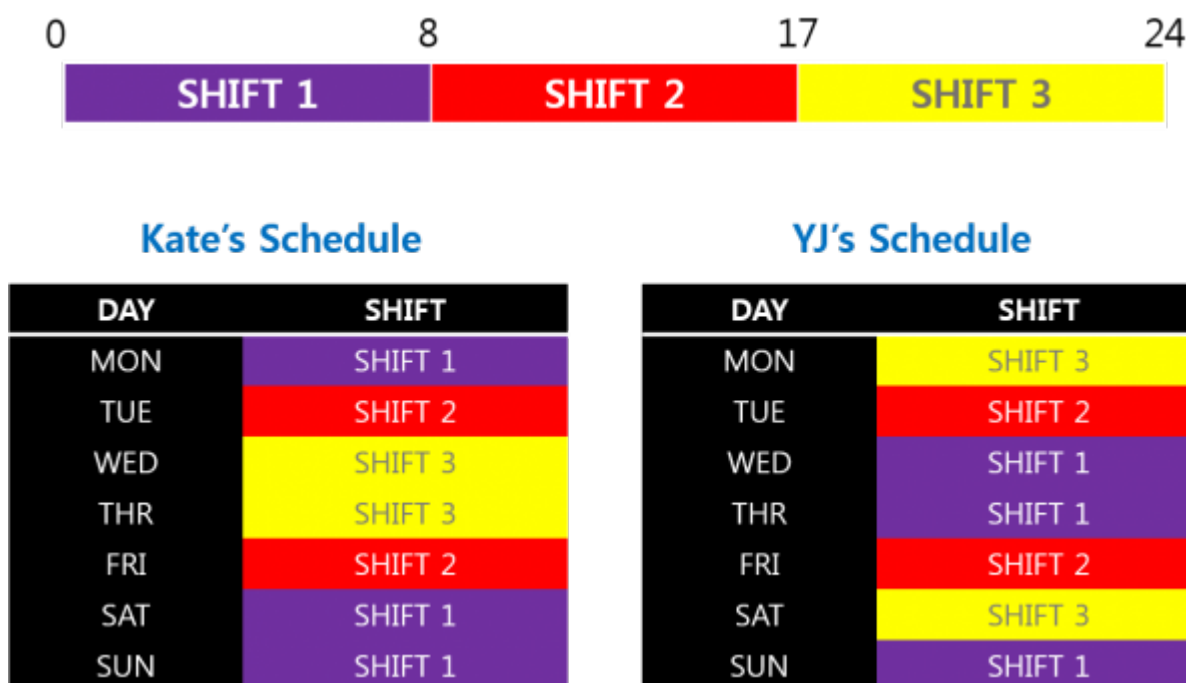 0 8 17 24
SHIFT 1 SHIFT 2 SHIFT 3
Kate's Schedule
DAY SHIFT
MON SHIFT 1
TUE SHIFT 2
WED SHIFT 3
THR SHIFT 3
FRI SHIFT 2
SAT SHIFT 1
SUN SHIFT 1
YJ's Schedule
DAY SHIFT
MON SHIFT 3
TUE SHIFT 2
WED SHIFT 1
THR SHIFT 1
FRI SHIFT 2
SAT SHIFT 3
SUN SHIFT 1